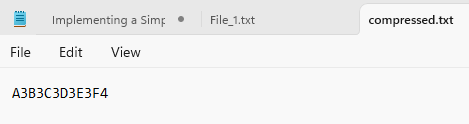 Implementing a Simp File_1.txt compressed.txt
File Edit View
A3B3C3D3E3F4